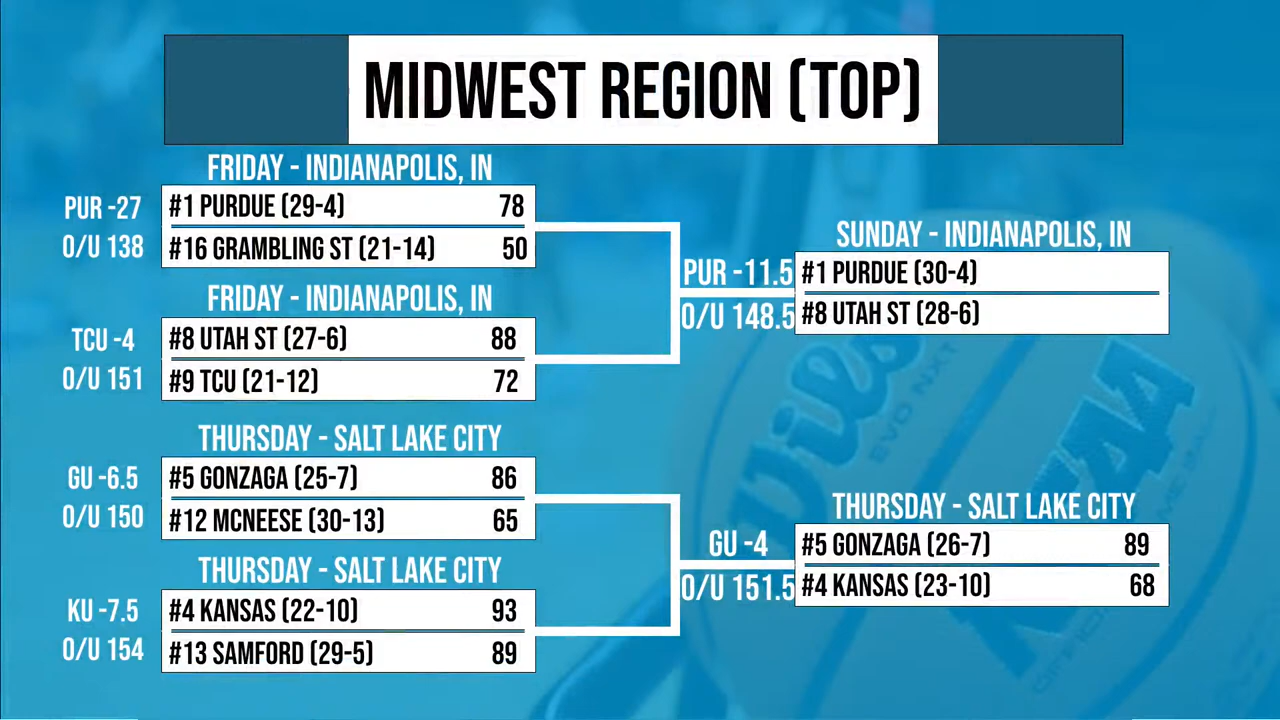 MIDWEST REGION (TOP)
FRIDAY - INDIANAPOLIS, IN
PUR -27
#1 PURDUE (29-4) 78
O/U 138
#16 GRAMBLING ST (21-14) 50
FRIDAY - INDIANAPOLIS, IN
TCU -4
#8 UTAH ST (27-6) 88
O/U 151
#9 TCU (21-12) 72
THURSDAY - SALT LAKE CITY
GU -6.5
#5 GONZAGA (25-7) 86
O/U 150
#12 MCNEESE (30-13) 65
THURSDAY - SALT LAKE CITY
KU -7.5
#4 KANSAS (22-10) 93
O/U 154
#13 SAMFORD (29-5) 89
SUNDAY - INDIANAPOLIS, IN
PUR -11.5
#1 PURDUE (30-4)
O/U 148.5
#8 UTAH ST (28-6)
THURSDAY - SALT LAKE CITY
GU -4
#5 GONZAGA (26-7) 89
O/U 151.5
#4 KANSAS (23-10) 68
Wilson
EVO NXT